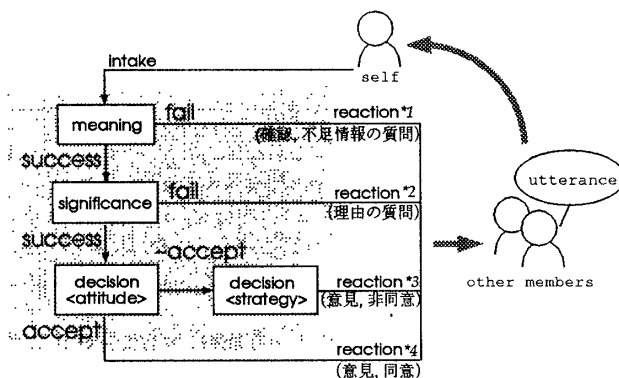 intake
self
meaning
fail
reaction*1
(確認, 不足情報の質問)
success
utterance
significance
fail
reaction*2
(理由の質問)
success
~accept
other members
decision
<attitude>
decision
<strategy>
reaction*3
(意見, 非同意)
accept
reaction*4
(意見, 同意)